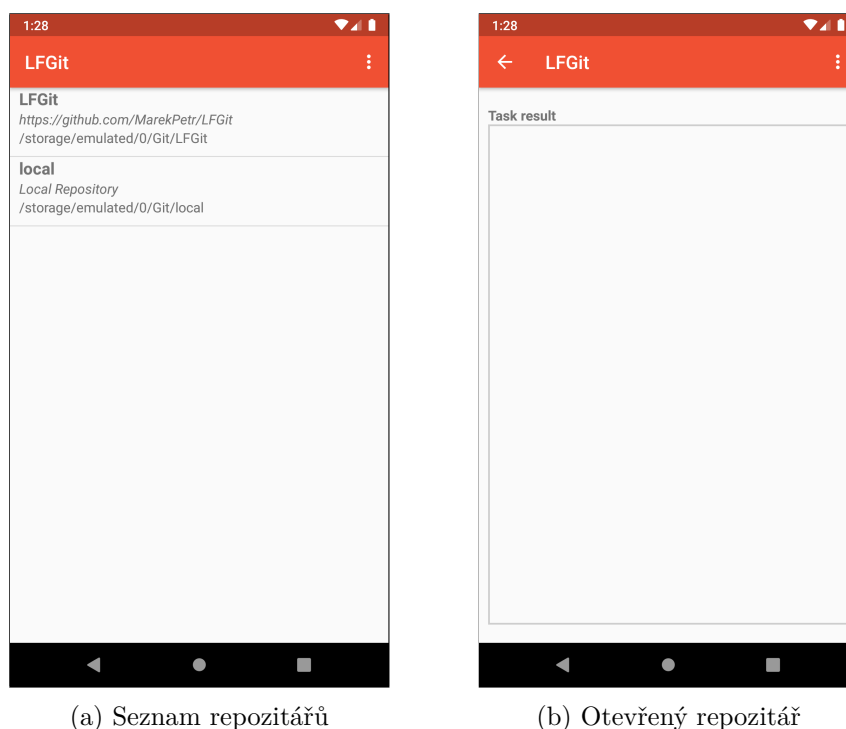 1:28
LFGit
LFGit
https://github.com/MarekPetr/LFGit
/storage/emulated/0/Git/LFGit
local
Local Repository
/storage/emulated/0/Git/local
(a) Seznam repozitářů
1:28
LFGit
Task result
(b) Otevřený repozitář